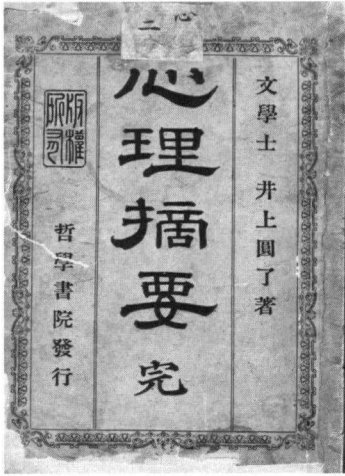 心
二
文學士 井上圓了著
心理摘要 完
版權所有
哲學書院發行